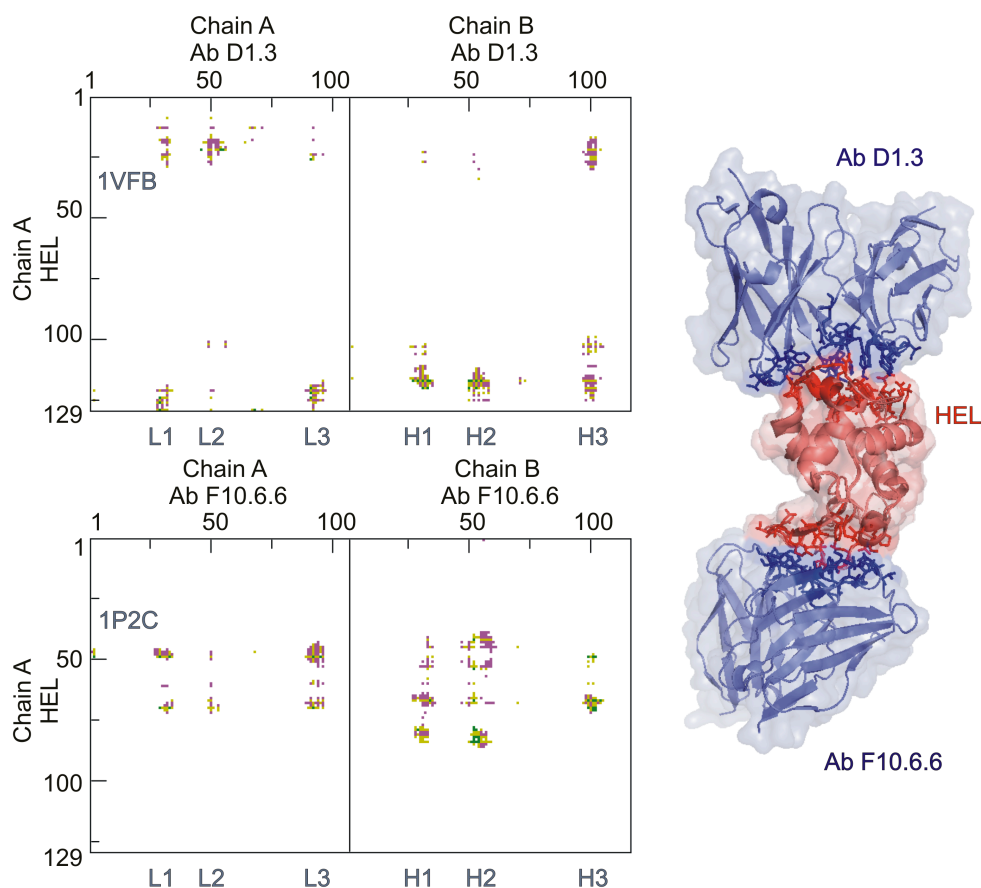 Chain A
Ab D1.3
Chain B
Ab D1.3
1 50 100 50 100
1
50
100
129
Chain A
HEL
1VFB
L1 L2 L3 H1 H2 H3
Chain A
Ab F10.6.6
Chain B
Ab F10.6.6
1 50 100 50 100
1
50
100
129
Chain A
HEL
1P2C
L1 L2 L3 H1 H2 H3
Ab D1.3
HEL
Ab F10.6.6